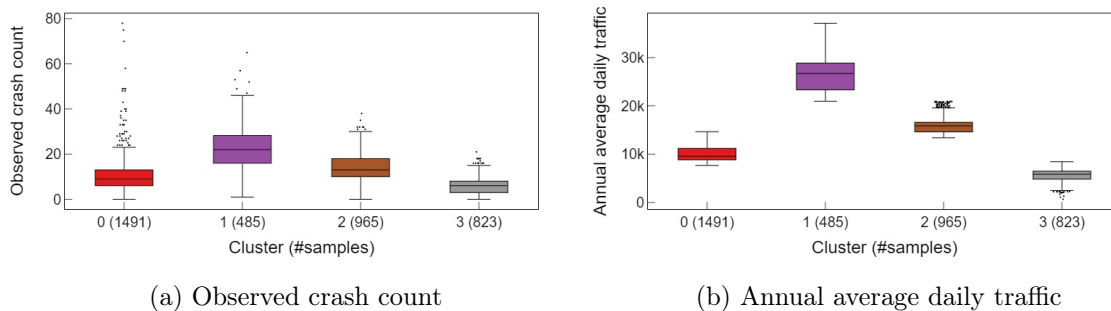 Observed crash count
80
60
40
20
0
0 (1491)
1 (485)
2 (965)
3 (823)
Cluster (#samples)
(a) Observed crash count
Annual average daily traffic
30k
20k
10k
0
0 (1491)
1 (485)
2 (965)
3 (823)
Cluster (#samples)
(b) Annual average daily traffic